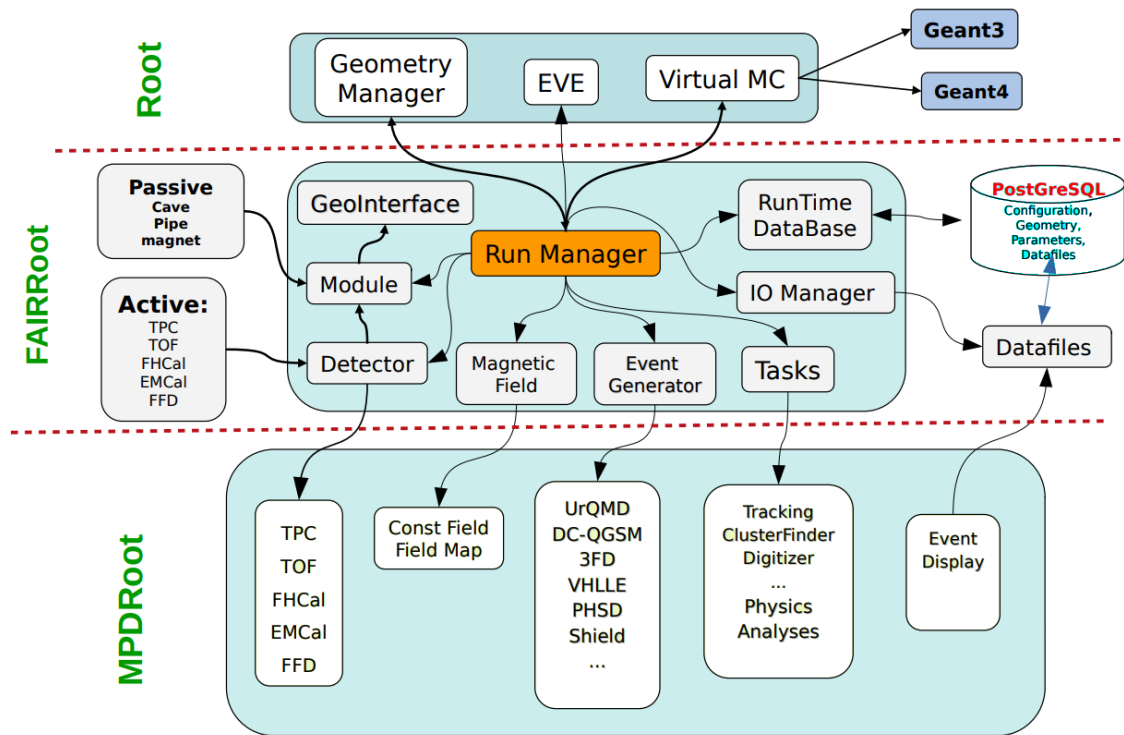 Root
Geometry
Manager
EVE
Virtual MC
Geant3
Geant4
FAIRRoot
Passive
Cave
Pipe
magnet
Active:
TPC
TOF
FHCal
EMCal
FFD
GeoInterface
Module
Detector
Run Manager
Magnetic
Field
Event
Generator
Tasks
RunTime
DataBase
IO Manager
PostGreSQL
Configuration,
Geometry,
Parameters,
Datafiles
Datafiles
MPDRoot
TPC
TOF
FHCal
EMCal
FFD
Const Field
Field Map
UrQMD
DC-QGSM
3FD
VHLLE
PHSD
Shield
...
Tracking
ClusterFinder
Digitizer
...
Physics
Analyses
Event
Display